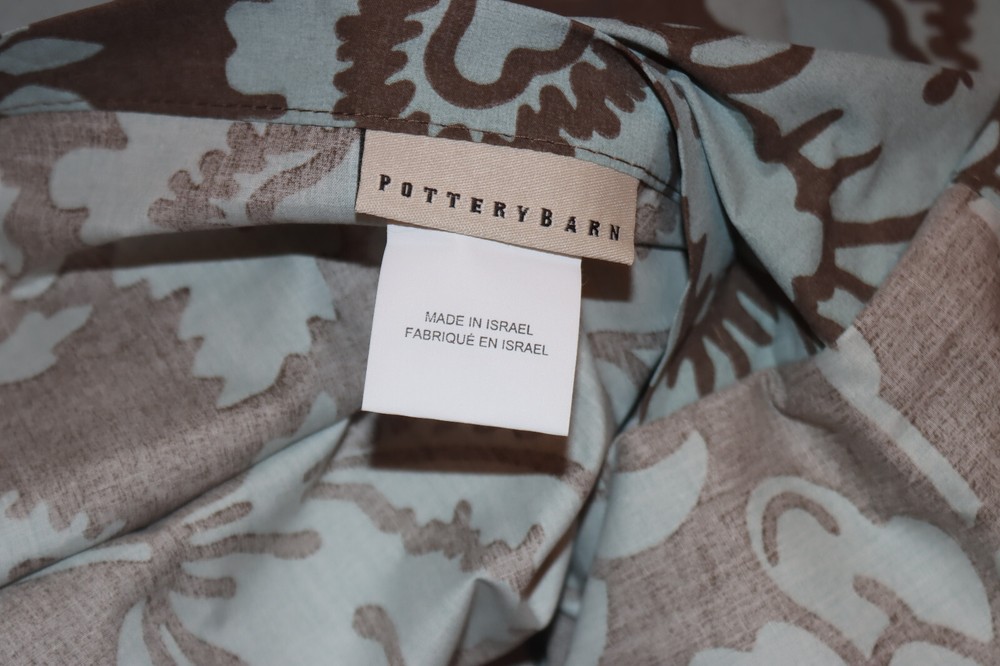 POTTERYBARN
MADE IN ISRAEL
FABRIQUÉ EN ISRAEL